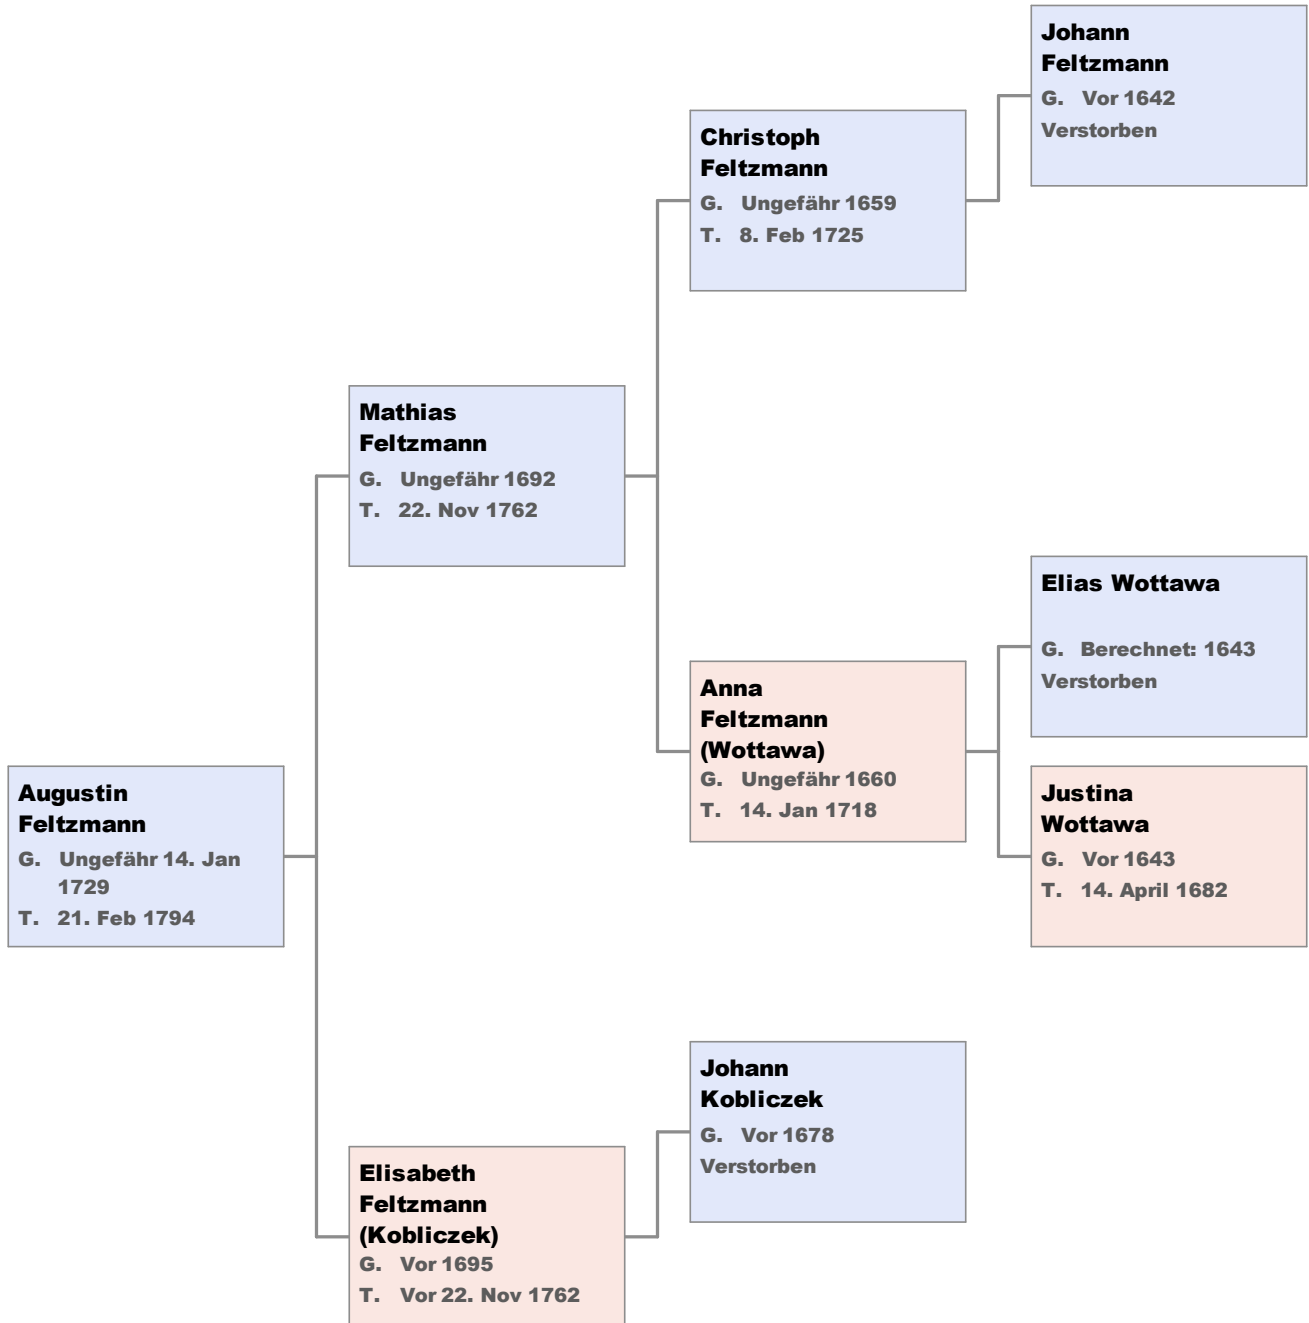 Johann
Feltzmann
G. Vor 1642
Verstorben
Christoph
Feltzmann
G. Ungefähr 1659
T. 8. Feb 1725
Mathias
Feltzmann
G. Ungefähr 1692
T. 22. Nov 1762
Elias Wottawa
G. Berechnet: 1643
Verstorben
Anna
Feltzmann
(Wottawa)
G. Ungefähr 1660
T. 14. Jan 1718
Justina
Wottawa
G. Vor 1643
T. 14. April 1682
Augustin
Feltzmann
G. Ungefähr 14. Jan
1729
T. 21. Feb 1794
Johann
Kobliczek
G. Vor 1678
Verstorben
Elisabeth
Feltzmann
(Kobliczek)
G. Vor 1695
T. Vor 22. Nov 1762